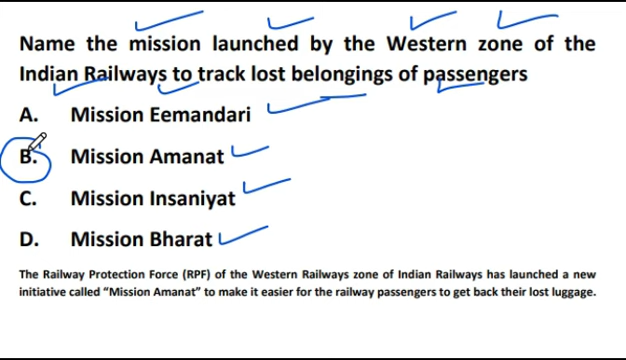 Name the mission launched by the Western zone of the
Indian Railways to track lost belongings of passengers
A. Mission Eemandari
B. Mission Amanat
C. Mission Insaniyat
D. Mission Bharat
The Railway Protection Force (RPF) of the Western Railways zone of Indian Railways has launched a new
initiative called “Mission Amanat” to make it easier for the railway passengers to get back their lost luggage.